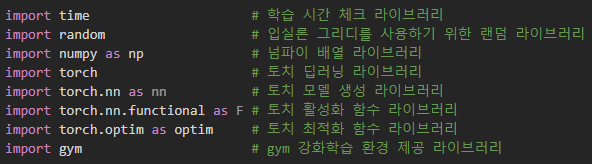 import time # 학습 시간 체크 라이브러리
import random # 입실론 그리디를 사용하기 위한 랜덤 라이브러리
import numpy as np # 넘파이 배열 라이브러리
import torch # 토치 딥러닝 라이브러리
import torch.nn as nn # 토치 모델 생성 라이브러리
import torch.nn.functional as F # 토치 활성화 함수 라이브러리
import torch.optim as optim # 토치 최적화 함수 라이브러리
import gym # gym 강화학습 환경 제공 라이브러리